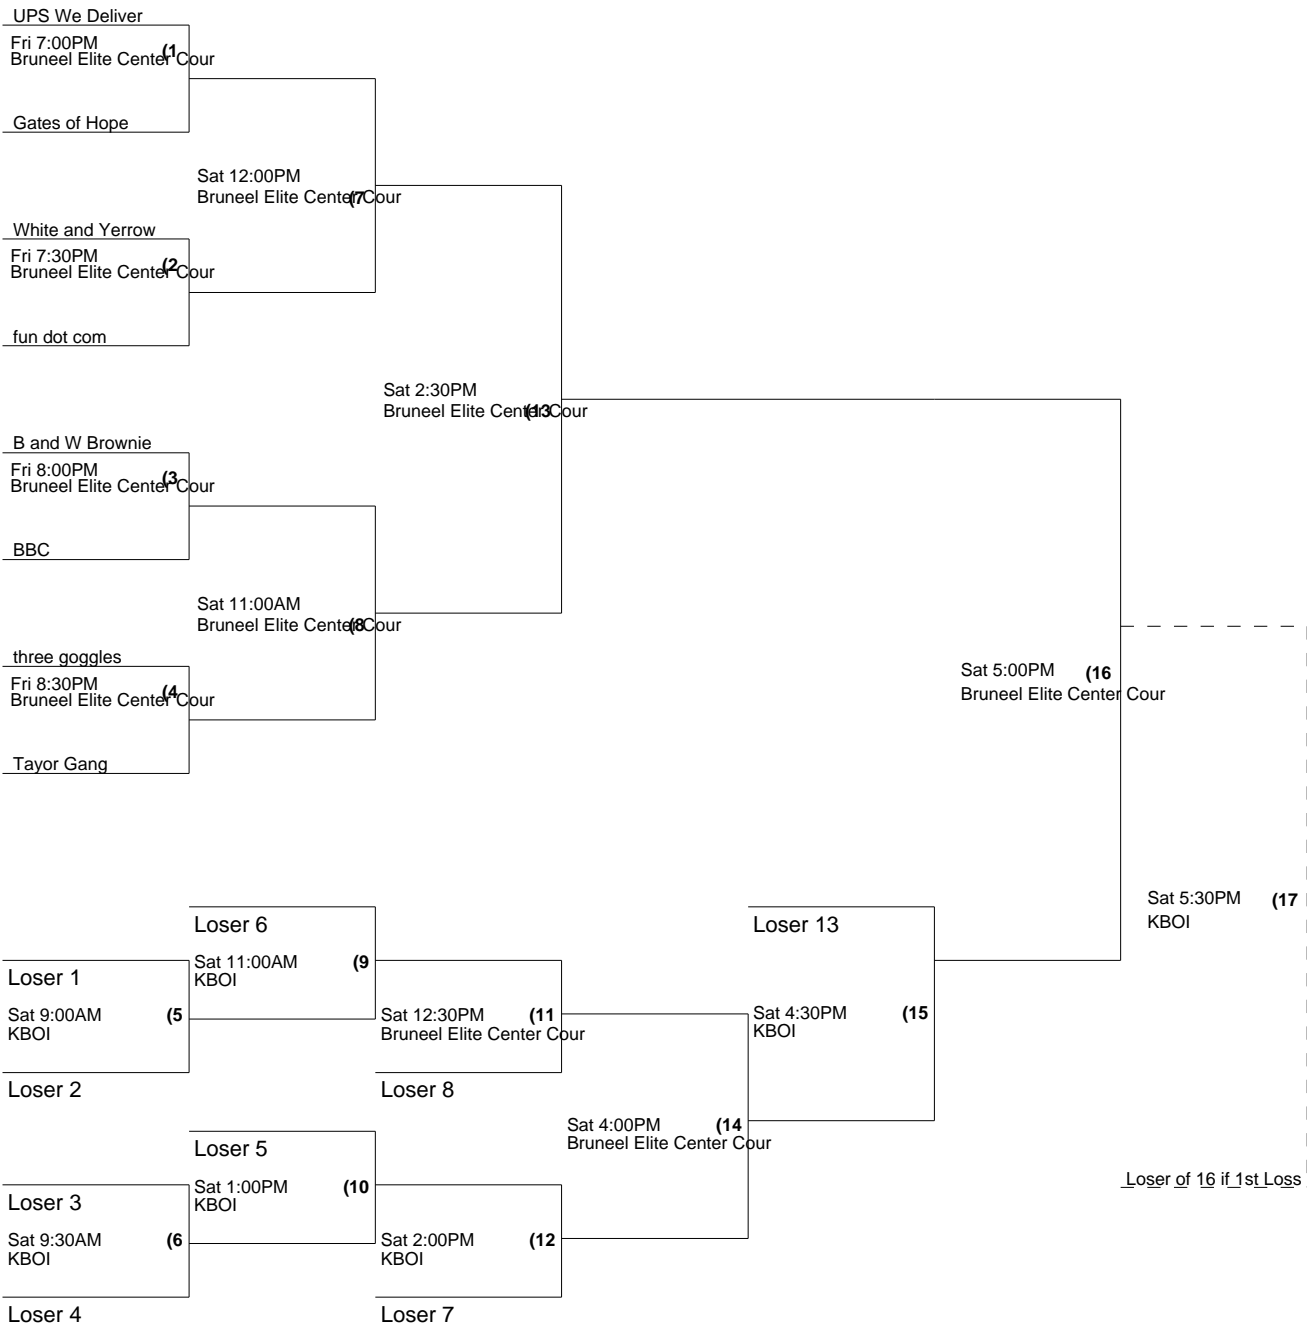 UPS We Deliver
Fri 7:00PM
(1
Bruneel Elite Center Cour
Gates of Hope
Sat 12:00PM
Bruneel Elite Center Cour
(7
White and Yerrow
Fri 7:30PM
(2
Bruneel Elite Center Cour
fun dot com
Sat 2:30PM
Bruneel Elite Center Cour
(13
B and W Brownie
Fri 8:00PM
(3
Bruneel Elite Center Cour
BBC
Sat 11:00AM
Bruneel Elite Center Cour
(8
three goggles
Fri 8:30PM
(4
Bruneel Elite Center Cour
Tayor Gang
Sat 5:00PM (16
Bruneel Elite Center Cour
Sat 5:30PM (17
KBOI
Loser 6
Sat 11:00AM (9
KBOI
Loser 13
Loser 1
Sat 9:00AM (5
KBOI
Sat 12:30PM (11
Bruneel Elite Center Cour
Sat 4:30PM (15
KBOI
Loser 2
Loser 8
Loser 5
Sat 1:00PM (10
KBOI
Sat 4:00PM (14
Bruneel Elite Center Cour
Loser of 16 if 1st Loss
Loser 3
Sat 9:30AM (6
KBOI
Sat 2:00PM (12
KBOI
Loser 4
Loser 7